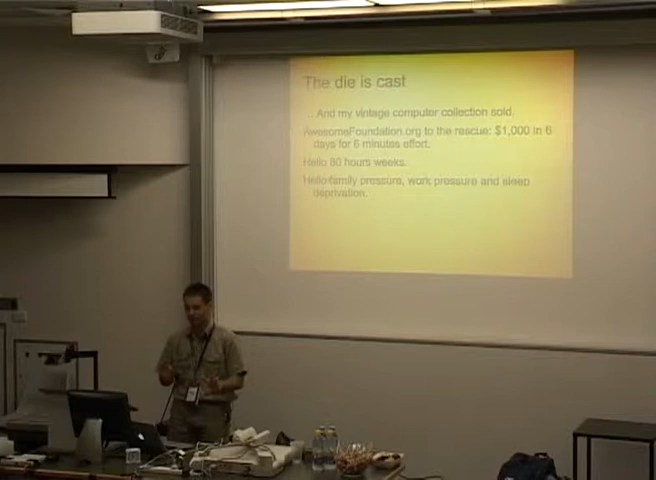 The die is cast
... And my vintage computer collection sold.
AwesomeFoundation.org to the rescue: $1,000 in 6
days for 6 minutes effort.
Hello 80 hours weeks.
Hello family pressure, work pressure and sleep
deprivation.